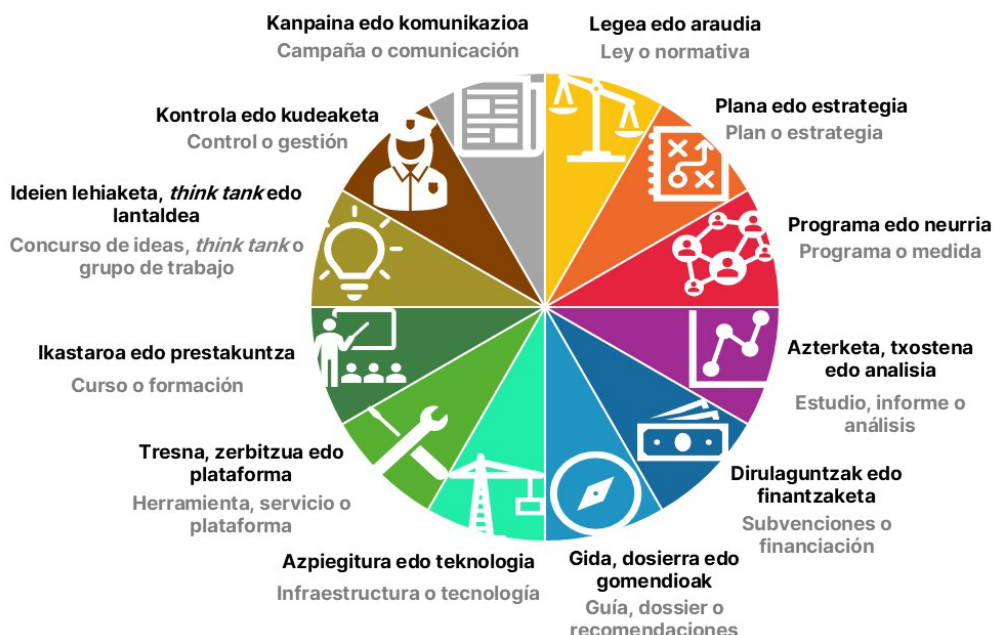 Kanpaina edo komunikazioa
Campaña o comunicación
Legea edo araudia
Ley o normativa
Plana edo estrategia
Plan o estrategia
Programa edo neurria
Programa o medida
Azterketa, txostena
edo analisia
Estudio, informe o
análisis
Dirulaguntzak edo
finantzaketa
Subvenciones o
financiación
Gida, dosierra edo
gomendioak
Guía, dossier o
recomendaciones
Azpiegitura edo teknologia
Infraestructura o tecnología
Tresna, zerbitzua edo
plataforma
Herramienta, servicio o
plataforma
Ikastaroa edo prestakuntza
Curso o formación
Ideien lehiaketa, think tank edo
lantaldea
Concurso de ideas, think tank o
grupo de trabajo
Kontrola edo kudeaketa
Control o gestión